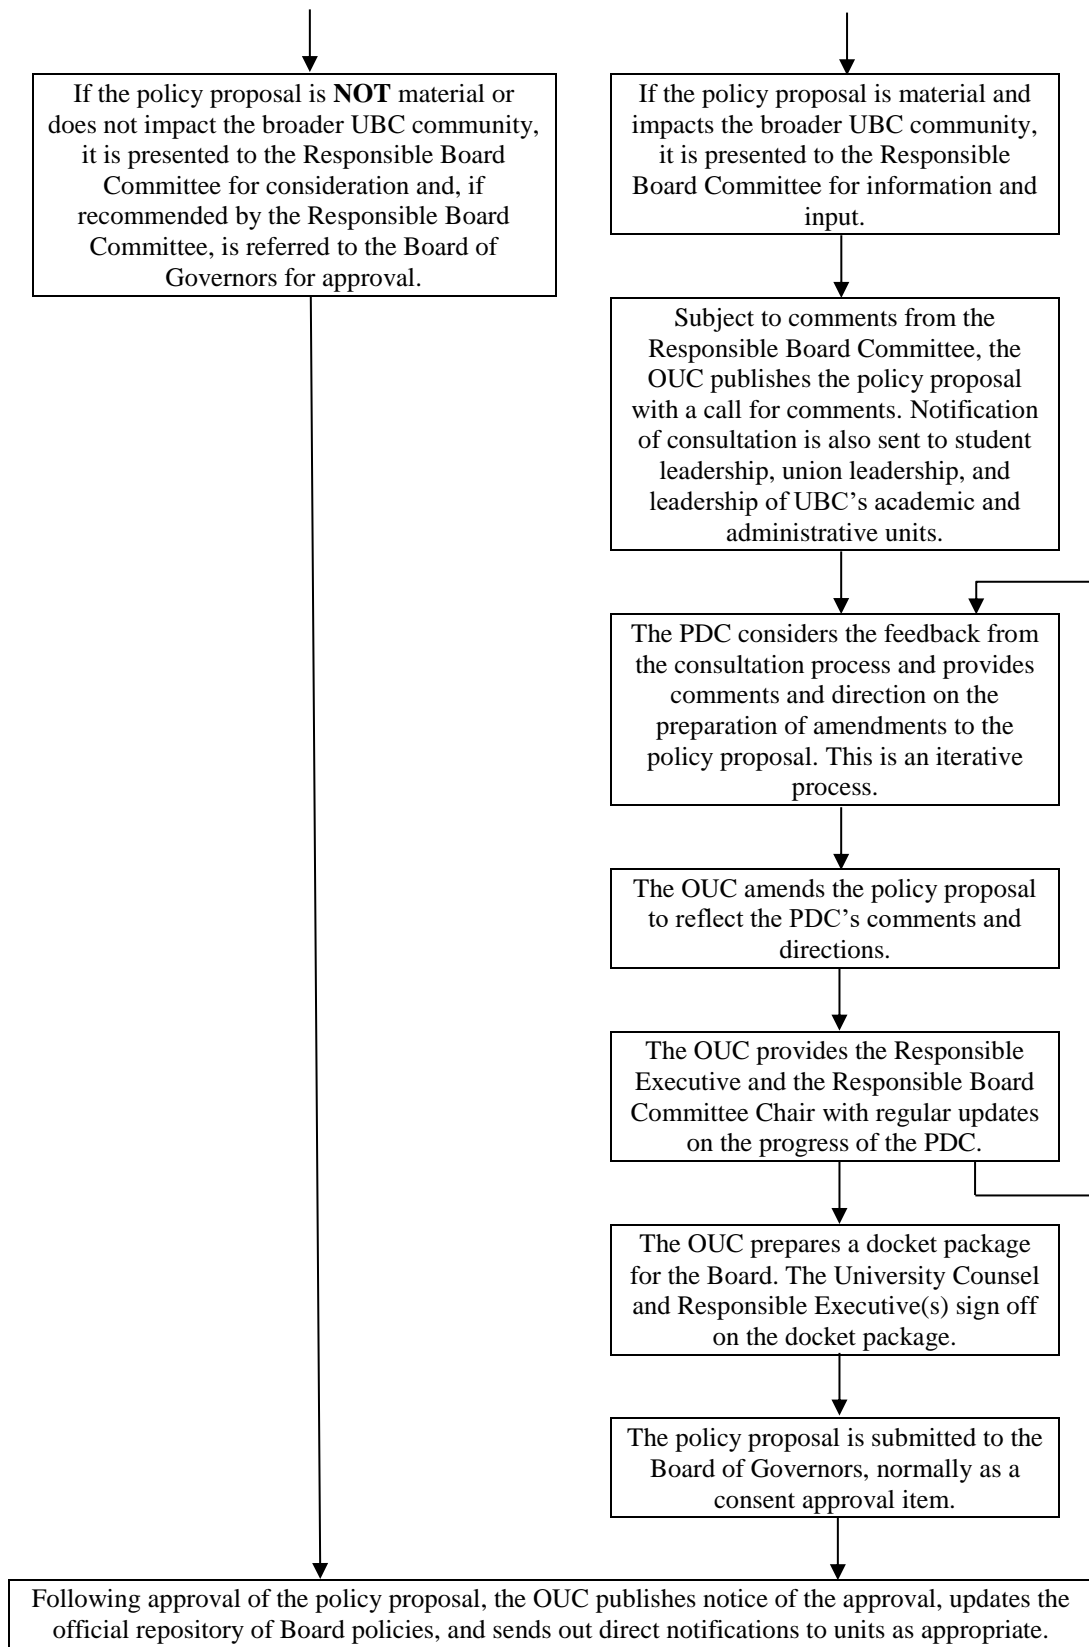 If the policy proposal is NOT material or
does not impact the broader UBC community,
it is presented to the Responsible Board
Committee for consideration and, if
recommended by the Responsible Board
Committee, is referred to the Board of
Governors for approval.
If the policy proposal is material and
impacts the broader UBC community,
it is presented to the Responsible
Board Committee for information and
input.
Subject to comments from the
Responsible Board Committee, the
OUC publishes the policy proposal
with a call for comments. Notification
of consultation is also sent to student
leadership, union leadership, and
leadership of UBC’s academic and
administrative units.
The PDC considers the feedback from
the consultation process and provides
comments and direction on the
preparation of amendments to the
policy proposal. This is an iterative
process.
The OUC amends the policy proposal
to reflect the PDC’s comments and
directions.
The OUC provides the Responsible
Executive and the Responsible Board
Committee Chair with regular updates
on the progress of the PDC.
The OUC prepares a docket package
for the Board. The University Counsel
and Responsible Executive(s) sign off
on the docket package.
The policy proposal is submitted to the
Board of Governors, normally as a
consent approval item.
Following approval of the policy proposal, the OUC publishes notice of the approval, updates the
official repository of Board policies, and sends out direct notifications to units as appropriate.